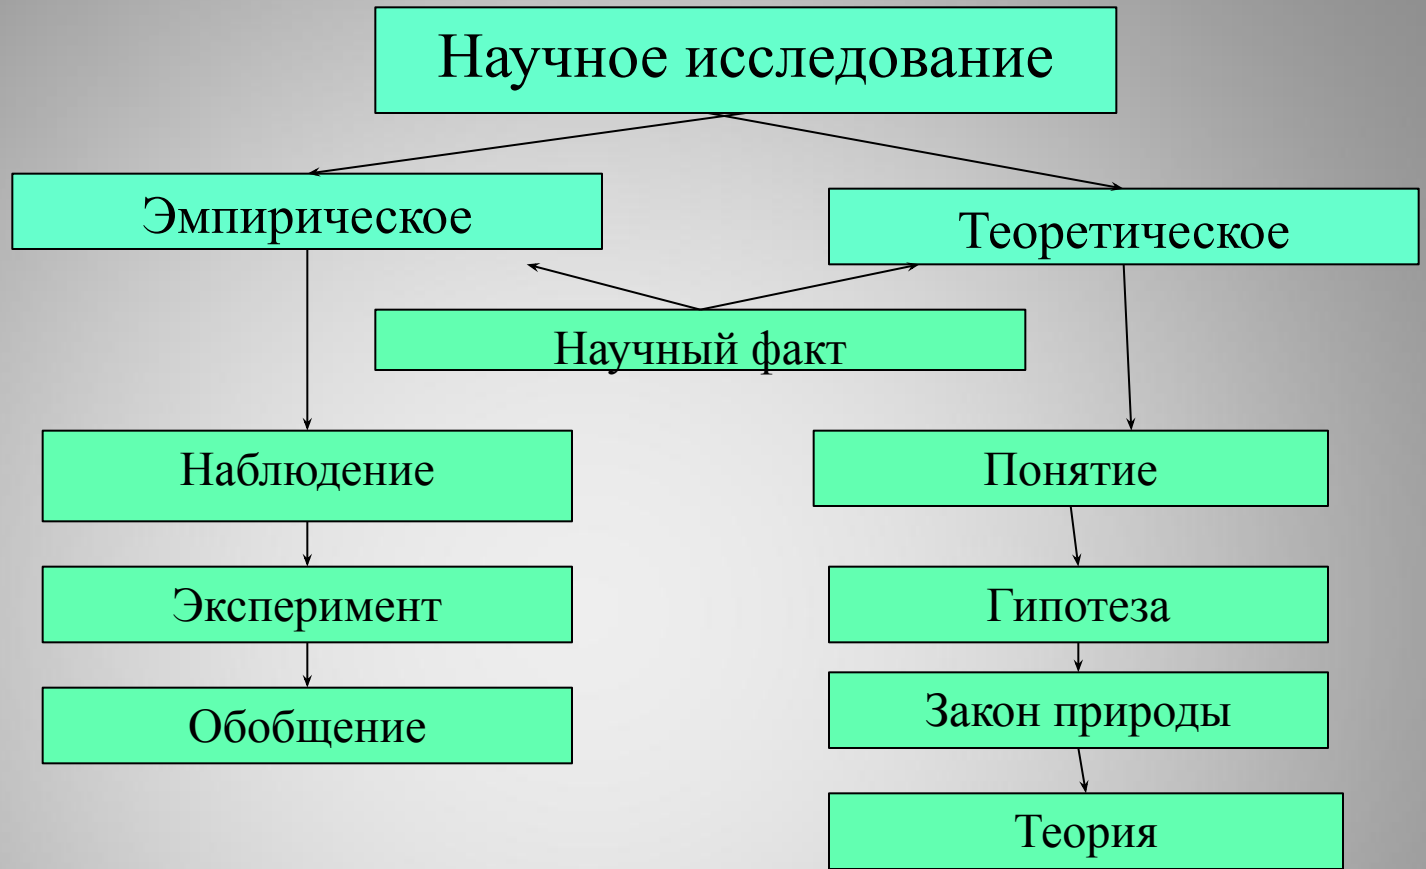 Научное исследование
Эмпирическое
Теоретическое
Научный факт
Наблюдение
Понятие
Эксперимент
Гипотеза
Обобщение
Закон природы
Теория